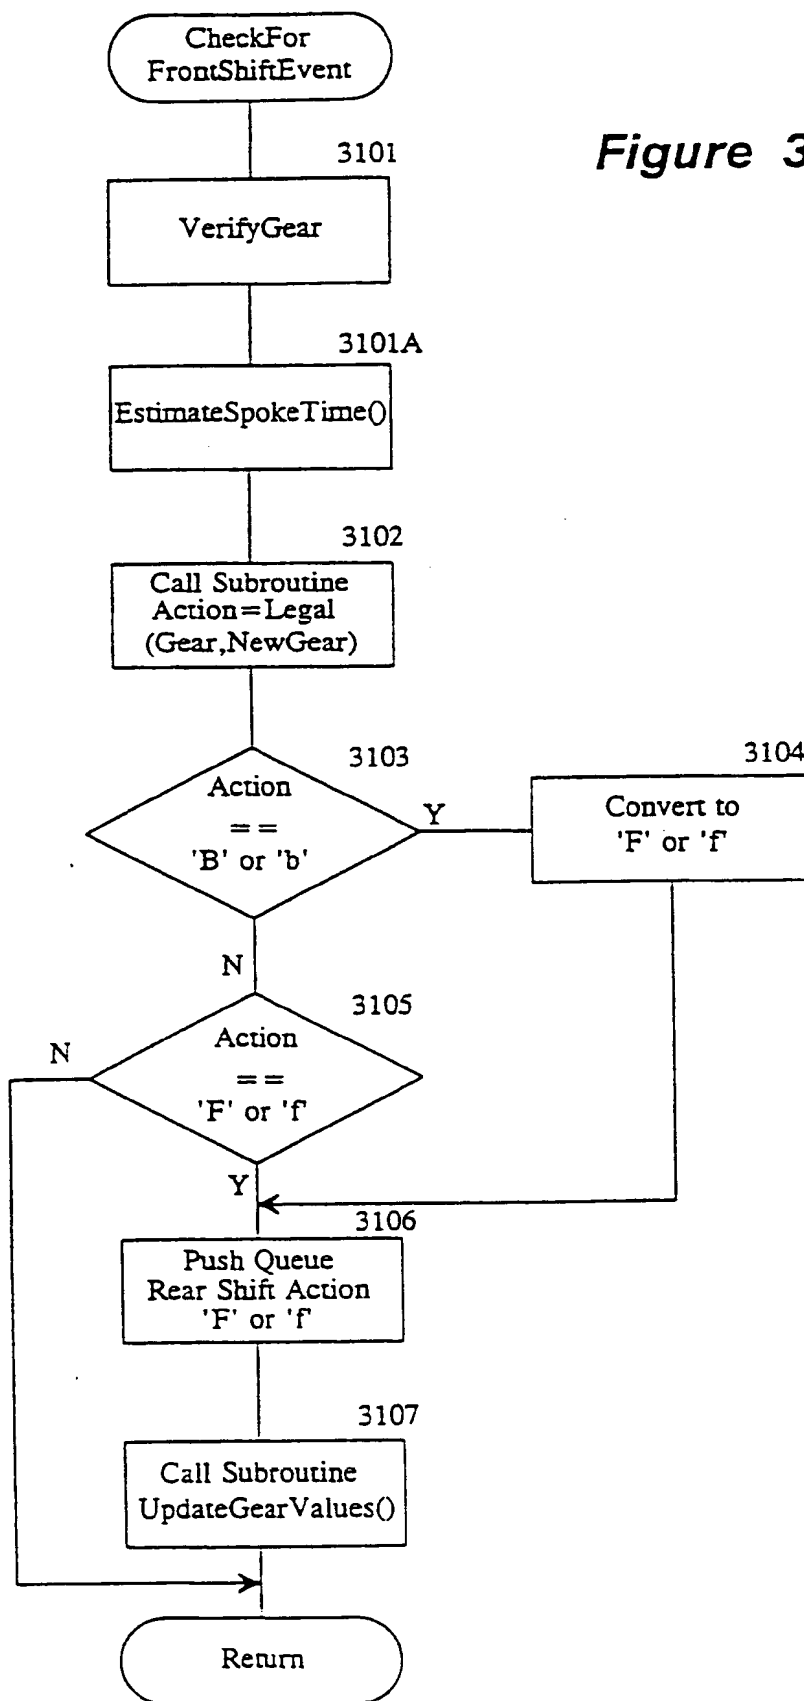 CheckFor
FrontShiftEvent
Figure 3
3101
VerifyGear
3101A
EstimateSpokeTime()
3102
Call Subroutine
Action=Legal
(Gear,NewGear)
3103
Action
==
'B' or 'b'
Y
3104
Convert to
'F' or 'f'
N
3105
Action
==
'F' or 'f'
N
Y
3106
Push Queue
Rear Shift Action
'F' or 'f'
3107
Call Subroutine
UpdateGearValues()
Return